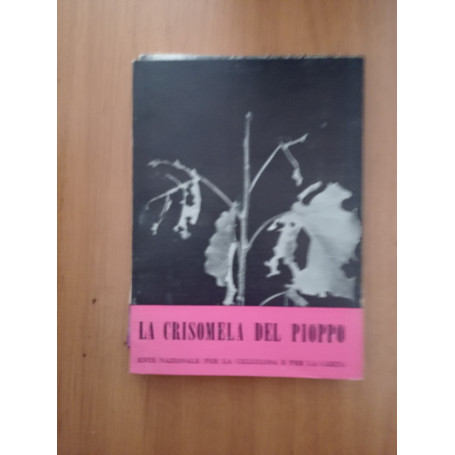 LA CRISOMELA DEL PIOPPO
ENTE NAZIONALE PER LA CELLULOSA E PER LA CARTA